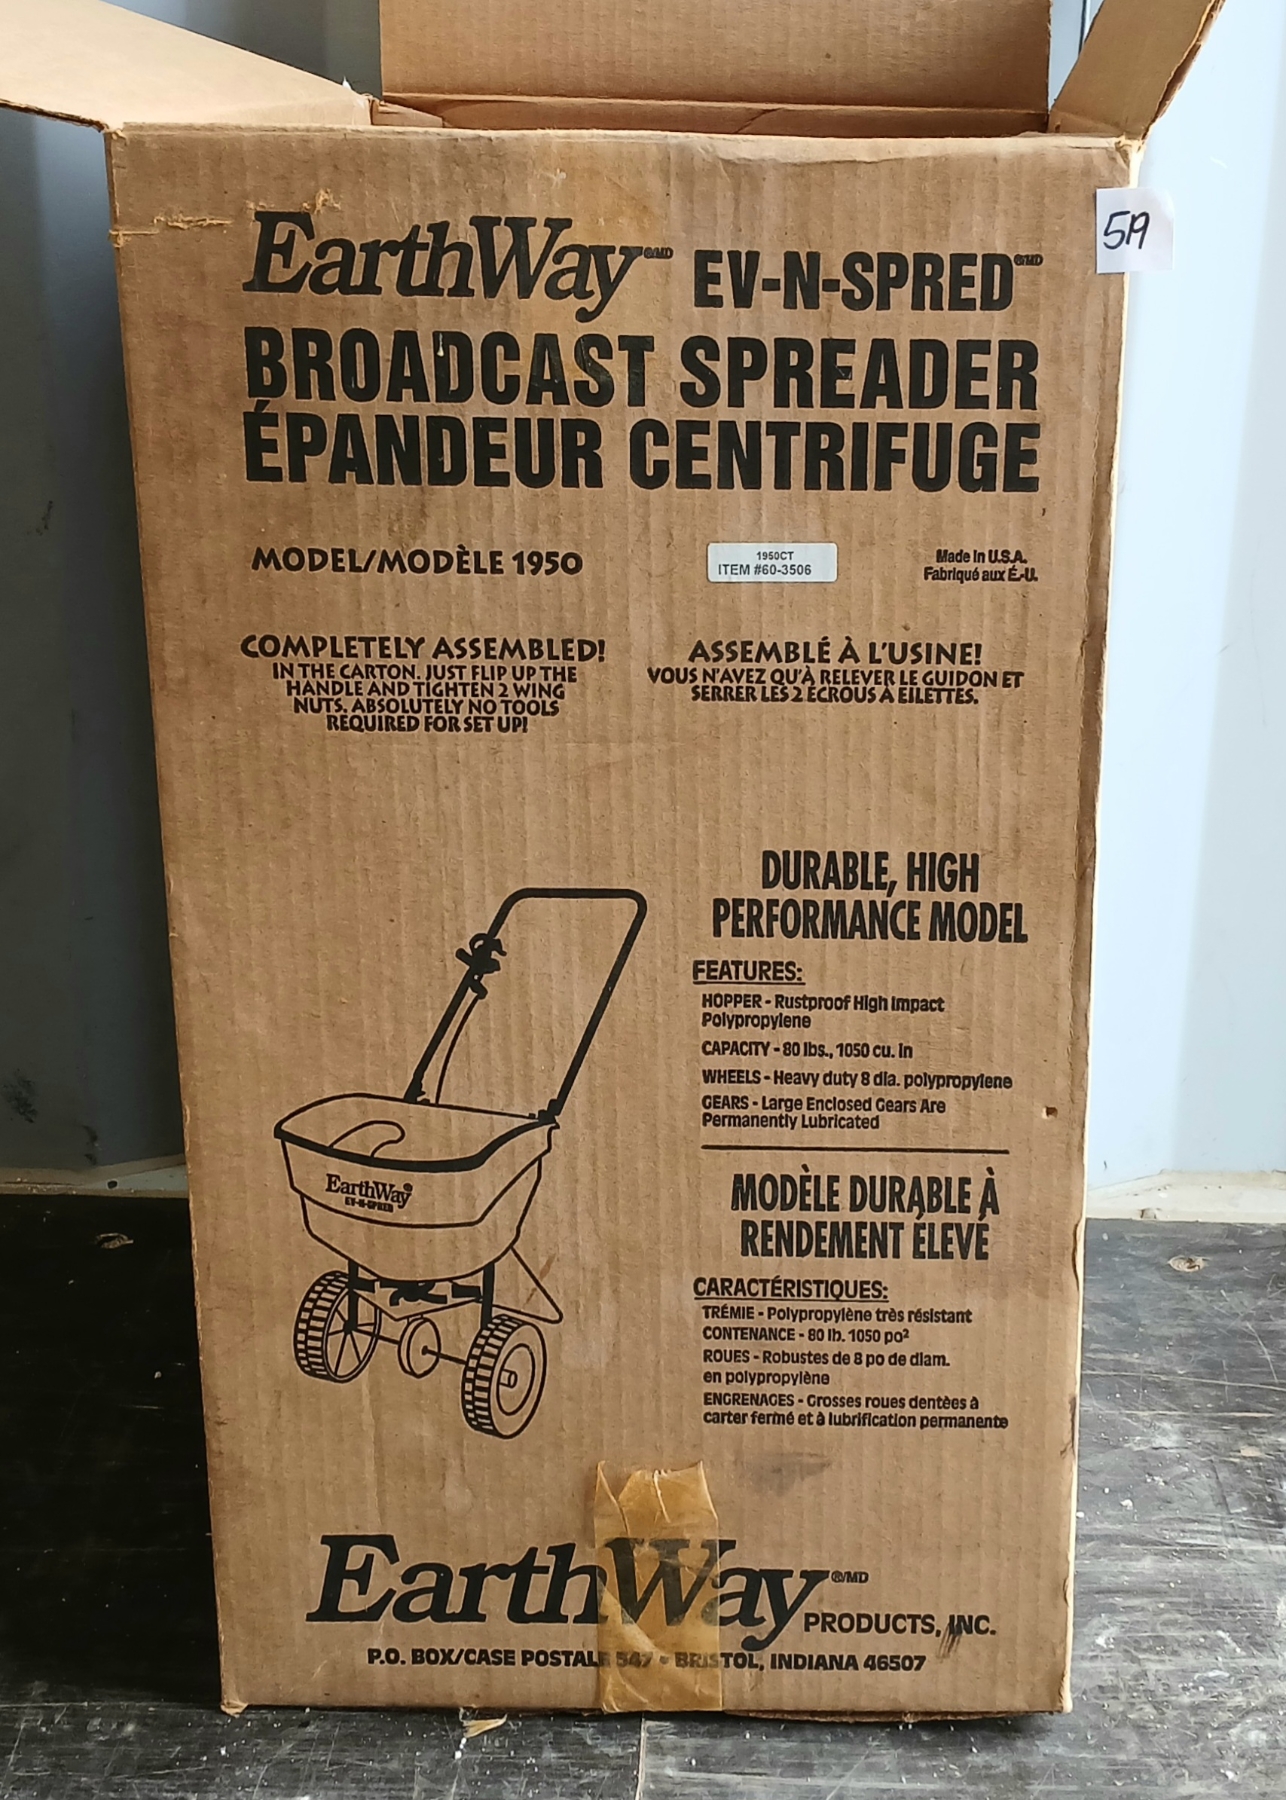 EarthWay®/MD EV-N-SPRED®/MD
5A
BROADCAST SPREADER
ÉPANDEUR CENTRIFUGE
MODEL/MODÈLE 1950
1950CT
ITEM #60-3506
Made in U.S.A.
Fabriqué aux É.-U.
COMPLETELY ASSEMBLED!
IN THE CARTON. JUST FLIP UP THE
HANDLE AND TIGHTEN 2 WING
NUTS. ABSOLUTELY NO TOOLS
REQUIRED FOR SET UP!
ASSEMBLÉ À L'USINE!
VOUS N'AVEZ QU'À RELEVER LE GUIDON ET
SERRER LES 2 ÉCROUS A EILETTES.
DURABLE, HIGH
PERFORMANCE MODEL
FEATURES:
HOPPER - Rustproof High Impact
Polypropylene
CAPACITY - 80 lbs., 1050 cu. in
WHEELS - Heavy duty 8 dia. polypropylene
GEARS - Large Enclosed Gears Are
Permanently Lubricated
EarthWay®
EV-N-SPRED
MODÈLE DURABLE À
RENDEMENT ÉLEVÉ
CARACTÉRISTIQUES:
TRÉMIE - Polypropylène très résistant
CONTENANCE - 80 lb. 1050 po²
ROUES - Robustes de 8 po de diam.
en polypropylène
ENGRENAGES - Grosses roues dentées à
carter fermé et à lubrification permanente
EarthWay®/MD PRODUCTS, INC.
P.O. BOX/CASE POSTALE 547 • BRISTOL, INDIANA 46507